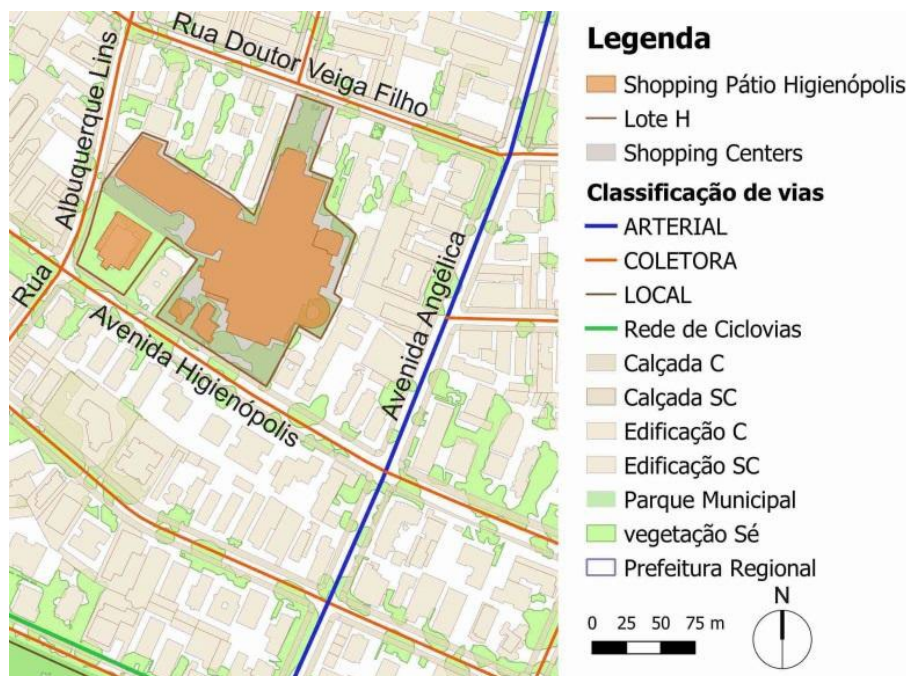 Rua Doutor Veiga Filho
Rua Albuquerque Lins
Avenida Angélica
Avenida Higienópolis
Legenda
Shopping Pátio Higienópolis
Lote H
Shopping Centers
Classificação de vias
ARTERIAL
COLETORA
LOCAL
Rede de Ciclovias
Calçada C
Calçada SC
Edificação C
Edificação SC
Parque Municipal
vegetação Sé
Prefeitura Regional
N
0 25 50 75 m